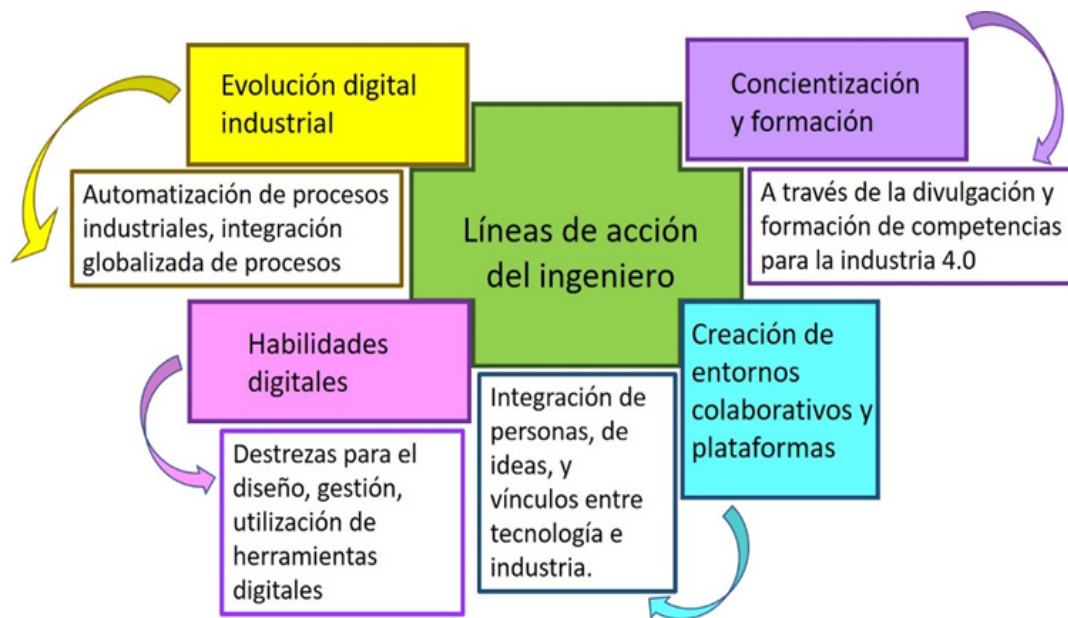 Evolución digital
industrial
Automatización de procesos
industriales, integración
globalizada de procesos
Concientización
y formación
A través de la divulgación y
formación de competencias
para la industria 4.0
Líneas de acción
del ingeniero
Habilidades
digitales
Destrezas para el
diseño, gestión,
utilización de
herramientas
digitales
Creación de
entornos
colaborativos y
plataformas
Integración de
personas, de
ideas, y
vínculos entre
tecnología e
industria.